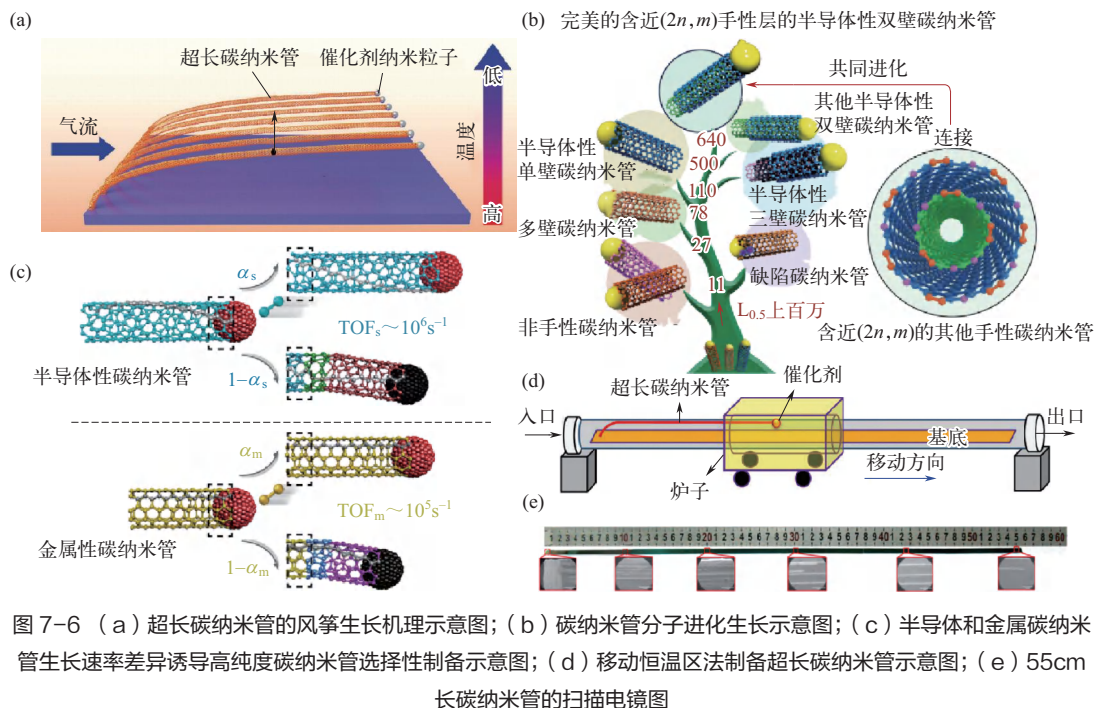 (a)
超长碳纳米管
催化剂纳米粒子
气流
低
温度
高
(b) 完美的含近(2n,m)手性层的半导体性双壁碳纳米管
共同进化
其他半导体性
双壁碳纳米管
连接
半导体性
单壁碳纳米管
640
500
110
78
27
11
半导体性
三壁碳纳米管
多壁碳纳米管
缺陷碳纳米管
非手性碳纳米管
L0.5上百万
含近(2n,m)的其他手性碳纳米管
(c)
αs
TOFs～10⁶s⁻¹
1-αs
半导体性碳纳米管
αm
TOFm～10⁵s⁻¹
1-αm
金属性碳纳米管
(d)
超长碳纳米管
催化剂
入口
出口
基底
炉子
移动方向
(e)
图 7-6 （a）超长碳纳米管的风筝生长机理示意图；（b）碳纳米管分子进化生长示意图；（c）半导体和金属碳纳米
管生长速率差异诱导高纯度碳纳米管选择性制备示意图；（d）移动恒温区法制备超长碳纳米管示意图；（e）55cm
长碳纳米管的扫描电镜图